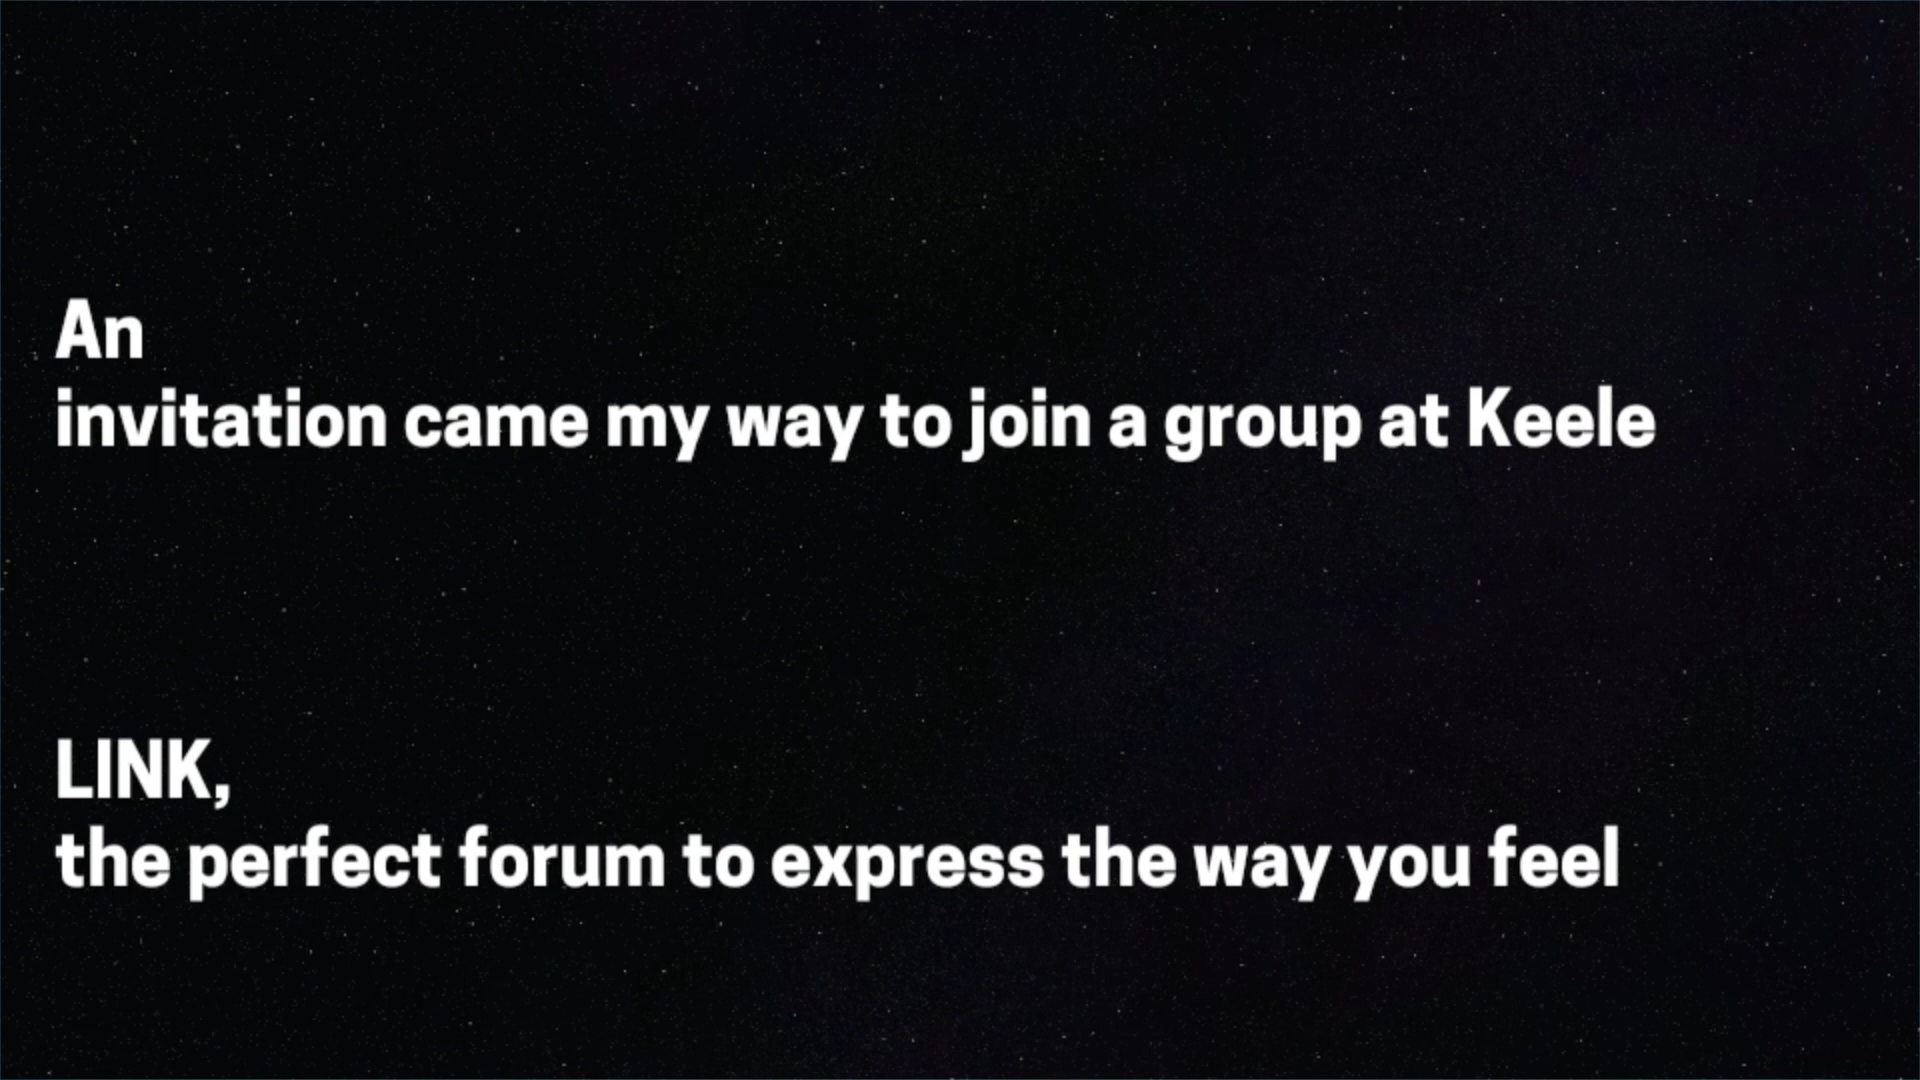 An
invitation came my way to join a group at Keele
LINK,
the perfect forum to express the way you feel